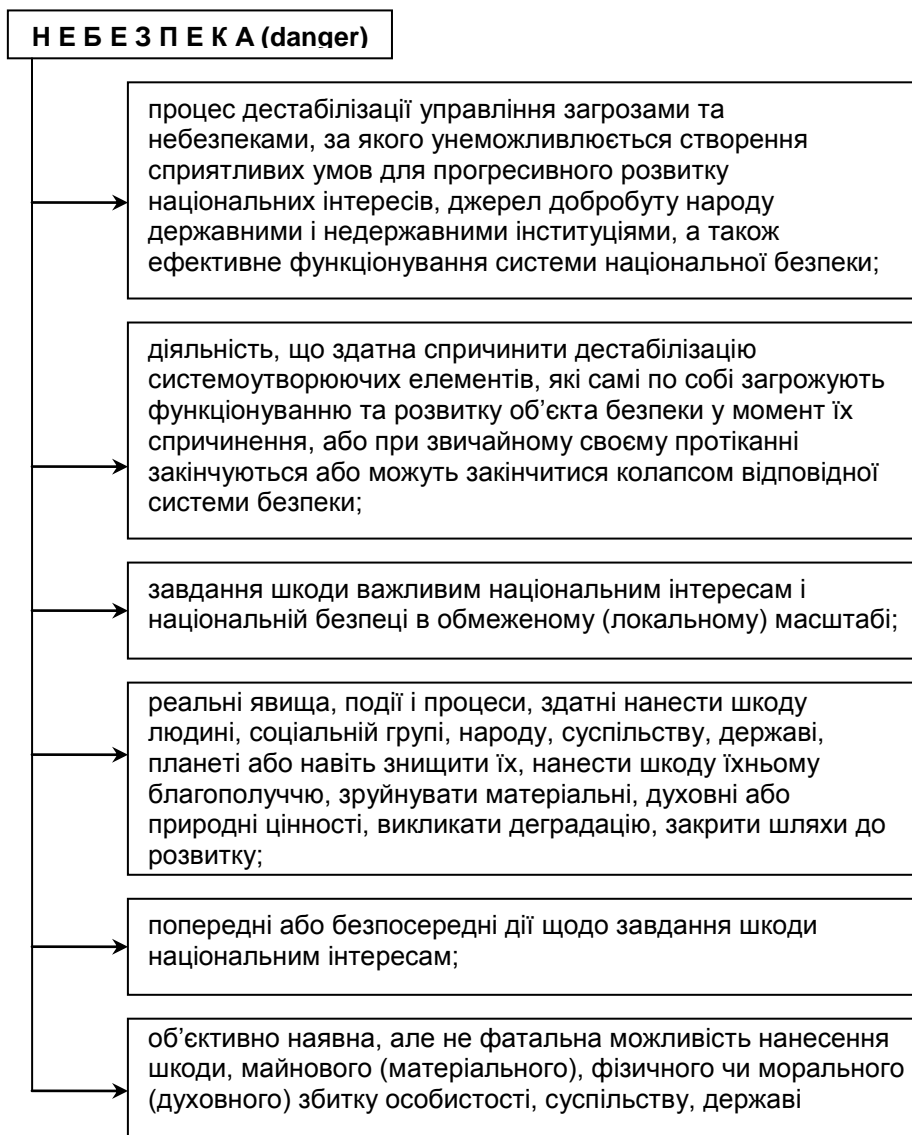 Н Е Б Е З П Е К А (danger)
процес дестабілізації управління загрозами та
небезпеками, за якого унеможливлюється створення
сприятливих умов для прогресивного розвитку
національних інтересів, джерел добробуту народу
державними і недержавними інституціями, а також
ефективне функціонування системи національної безпеки;
діяльність, що здатна спричинити дестабілізацію
системоутворюючих елементів, які самі по собі загрожують
функціонуванню та розвитку об’єкта безпеки у момент їх
спричинення, або при звичайному своєму протіканні
закінчуються або можуть закінчитися колапсом відповідної
системи безпеки;
завдання шкоди важливим національним інтересам і
національній безпеці в обмеженому (локальному) масштабі;
реальні явища, події і процеси, здатні нанести шкоду
людині, соціальній групі, народу, суспільству, державі,
планеті або навіть знищити їх, нанести шкоду їхньому
благополуччю, зруйнувати матеріальні, духовні або
природні цінності, викликати деградацію, закрити шляхи до
розвитку;
попередні або безпосередні дії щодо завдання шкоди
національним інтересам;
об’єктивно наявна, але не фатальна можливість нанесення
шкоди, майнового (матеріального), фізичного чи морального
(духовного) збитку особистості, суспільству, державі